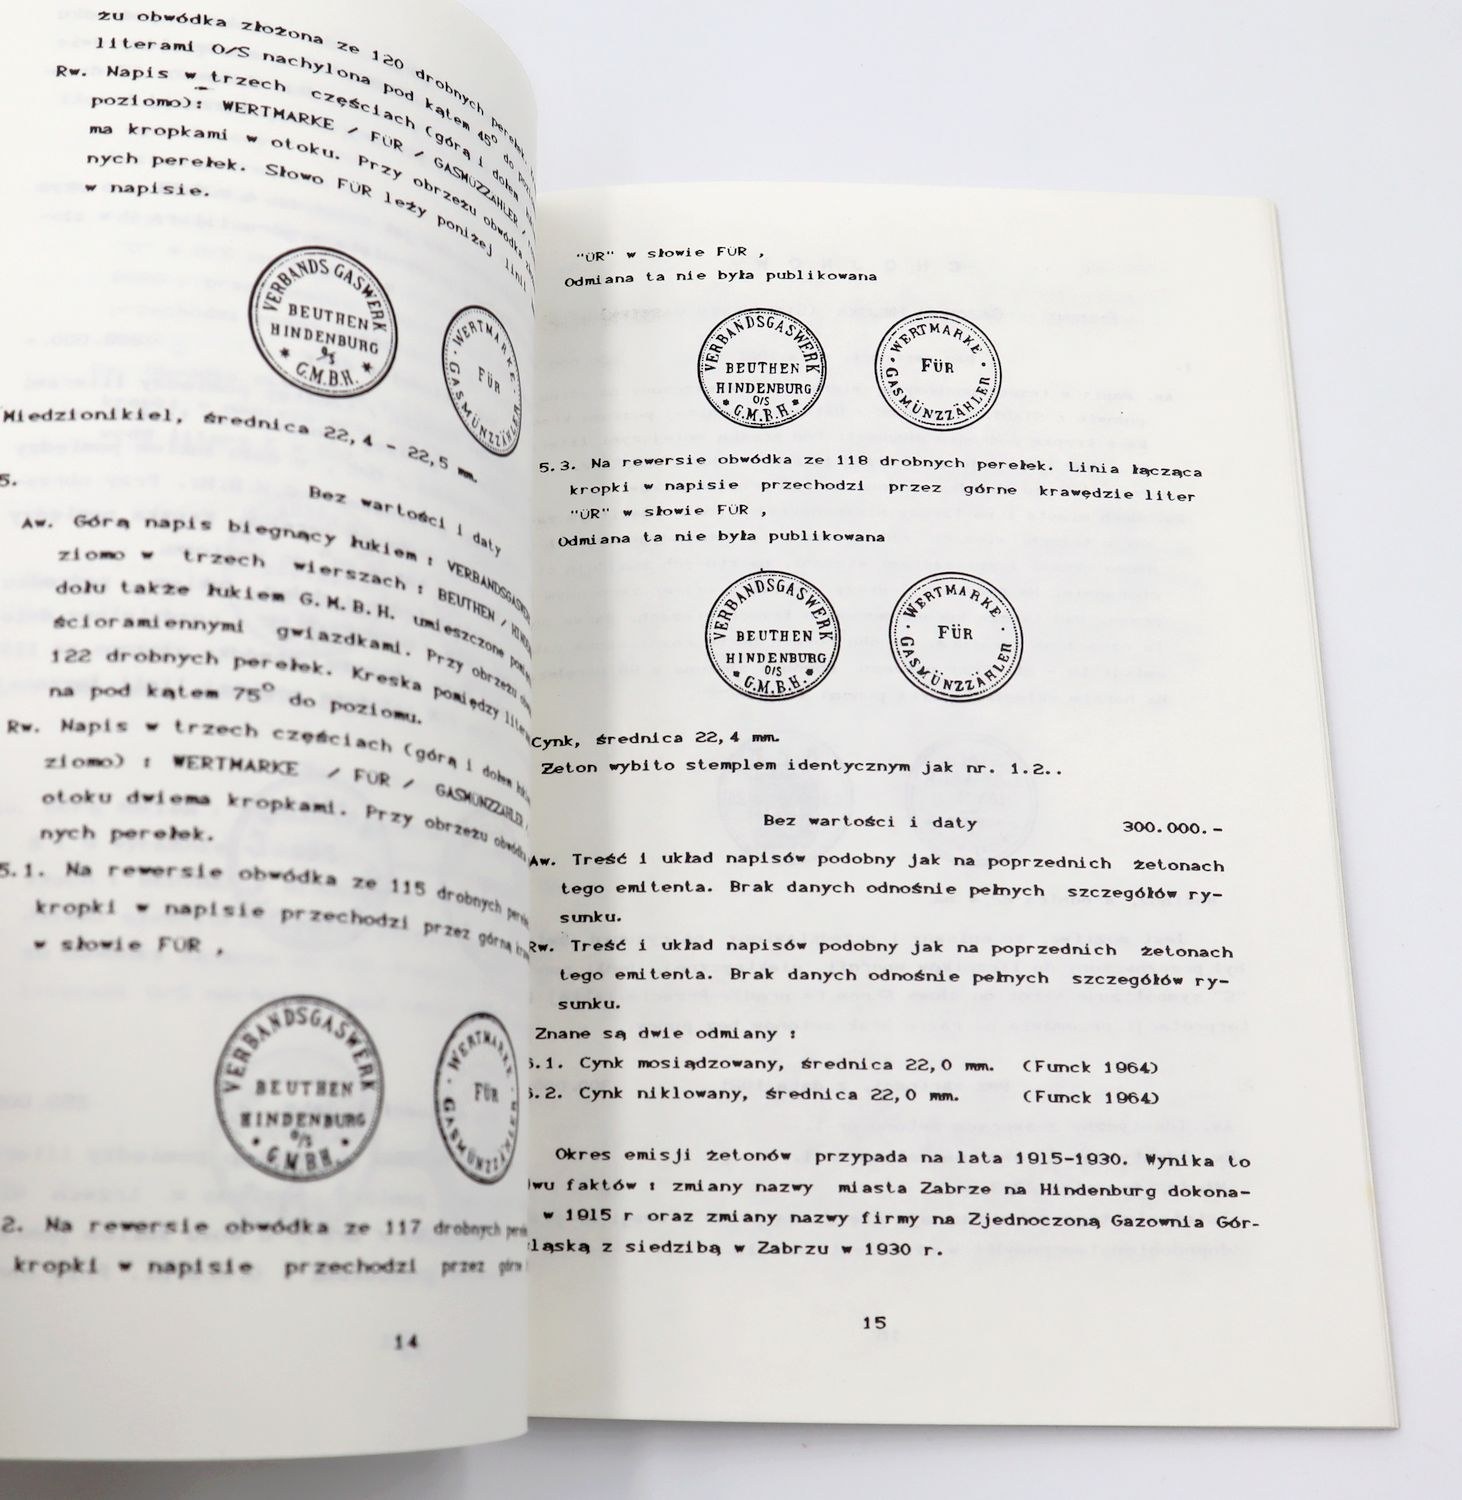 żu obwódka złożona ze 120 drobnych perełek.
literami O/S nachylona pod kątem 45° do
Rw. Napis w trzech częściach (górą i dołem
poziomo): WERTMARKE / FÜR / GASMÜZZAHLER /
ma kropkami w otoku. Przy obrzeżu obwódka
nych perełek. Słowo FÜR leży poniżej linii
w napisie.
VERBANDS GASWERK
BEUTHEN
HINDENBURG
O/S
G.M.B.H.
WERTMARKE
FÜR
GASMÜNZZÄHLER
Miedzionikiel, średnica 22,4 - 22,5 mm.
5.
Bez wartości i daty
Aw. Górą napis biegnący łukiem : VERBANDSGASWER
ziomo w trzech wierszach : BEUTHEN /
dołu także łukiem G.M.B.H. umieszczone
ścioramiennymi gwiazdkami. Przy obrzeżu
122 drobnych perełek. Kreska pomiędzy
na pod kątem 75° do poziomu.
Rw. Napis w trzech częściach (górą i dołem
ziomo) : WERTMARKE / FÜR / GASMÜNZZAHLER /
otoku dwiema kropkami. Przy obrzeżu obwódka
nych perełek.
5.1. Na rewersie obwódka ze 115 drobnych
kropki w napisie przechodzi przez górną
w słowie FÜR ,
VERBANDSGASWERK
BEUTHEN
HINDENBURG
O/S
G.M.B.H.
WERTMARKE
FÜR
GASMÜNZZÄHLER
2. Na rewersie obwódka ze 117 drobnych
kropki w napisie przechodzi przez
14
"ÜR" w słowie FÜR ,
Odmiana ta nie była publikowana
VERBANDSGASWERK
BEUTHEN
HINDENBURG
O/S
G.M.B.H.
WERTMARKE
FÜR
GASMÜNZZÄHLER
5.3. Na rewersie obwódka ze 118 drobnych perełek. Linia łącząca
kropki w napisie przechodzi przez górne krawędzie liter
"ÜR" w słowie FÜR ,
Odmiana ta nie była publikowana
VERBANDSGASWERK
BEUTHEN
HINDENBURG
O/S
G.M.B.H.
WERTMARKE
FÜR
GASMÜNZZÄHLER
Cynk, średnica 22,4 mm.
Żeton wybito stemplem identycznym jak nr. 1.2..
Bez wartości i daty 300.000.-
Aw. Treść i układ napisów podobny jak na poprzednich żetonach
tego emitenta. Brak danych odnośnie pełnych szczegółów ry-
sunku.
Rw. Treść i układ napisów podobny jak na poprzednich żetonach
tego emitenta. Brak danych odnośnie pełnych szczegółów ry-
sunku.
Znane są dwie odmiany :
6.1. Cynk mosiądzowany, średnica 22,0 mm. (Funck 1964)
6.2. Cynk niklowany, średnica 22,0 mm. (Funck 1964)
Okres emisji żetonów przypada na lata 1915-1930. Wynika to
dwu faktów : zmiany nazwy miasta Zabrze na Hindenburg dokona-
w 1915 r oraz zmiany nazwy firmy na Zjednoczoną Gazownia Gór-
ląską z siedzibą w Zabrzu w 1930 r.
15